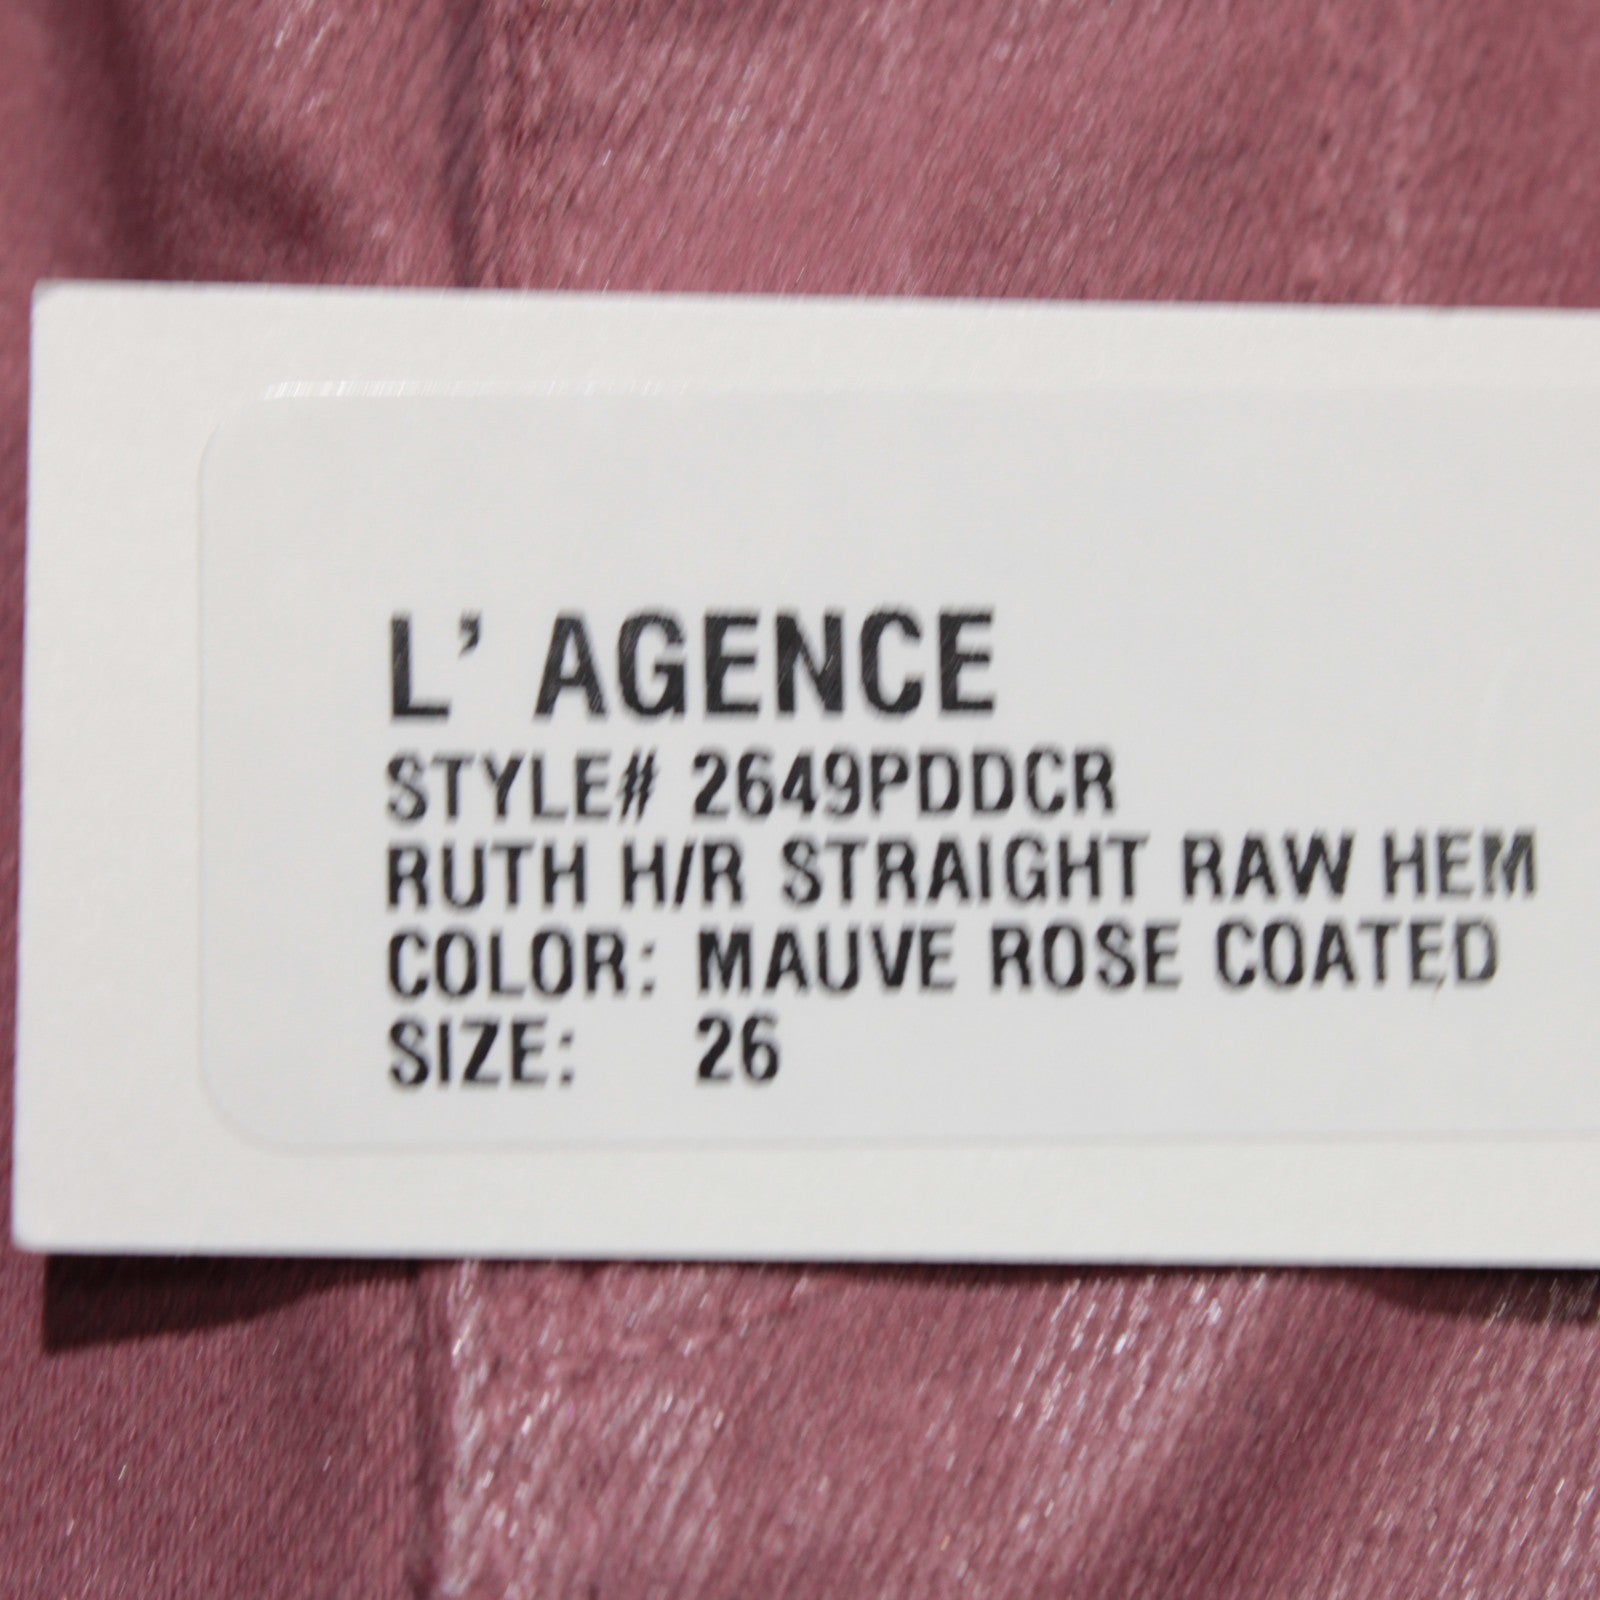 L' AGENCE
STYLE# 2649PDDCR
RUTH H/R STRAIGHT RAW HEM
COLOR: MAUVE ROSE COATED
SIZE: 26